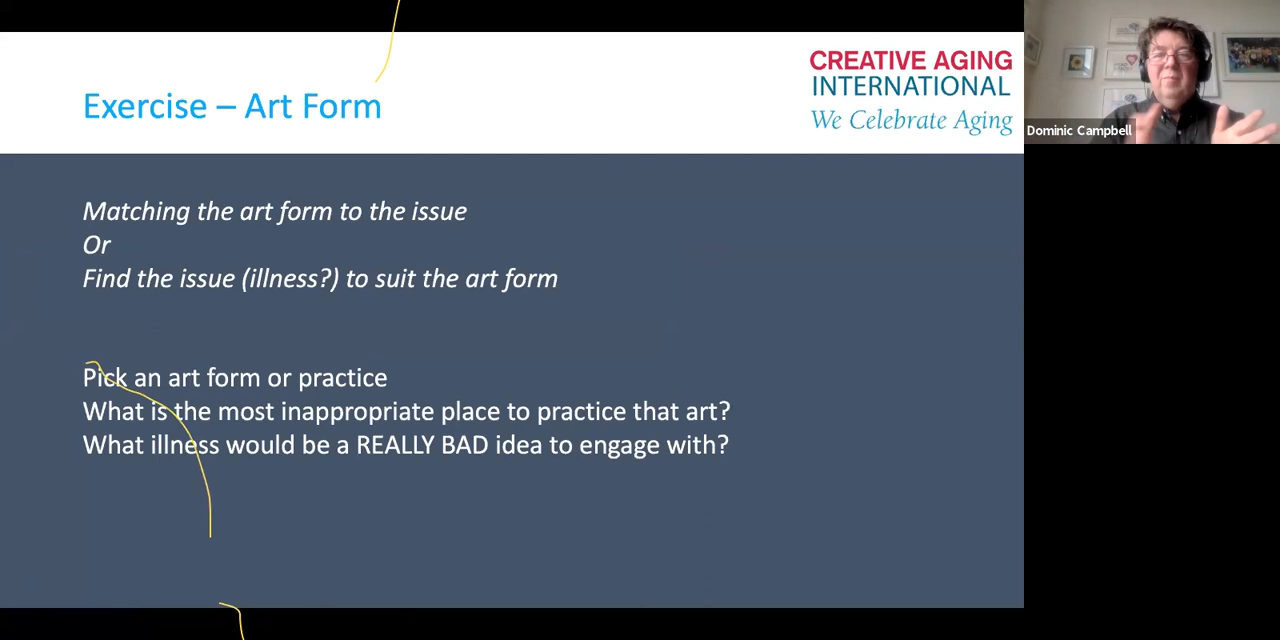 Exercise – Art Form
CREATIVE AGING
INTERNATIONAL
We Celebrate Aging
Dominic Campbell
Matching the art form to the issue
Or
Find the issue (illness?) to suit the art form
Pick an art form or practice
What is the most inappropriate place to practice that art?
What illness would be a REALLY BAD idea to engage with?